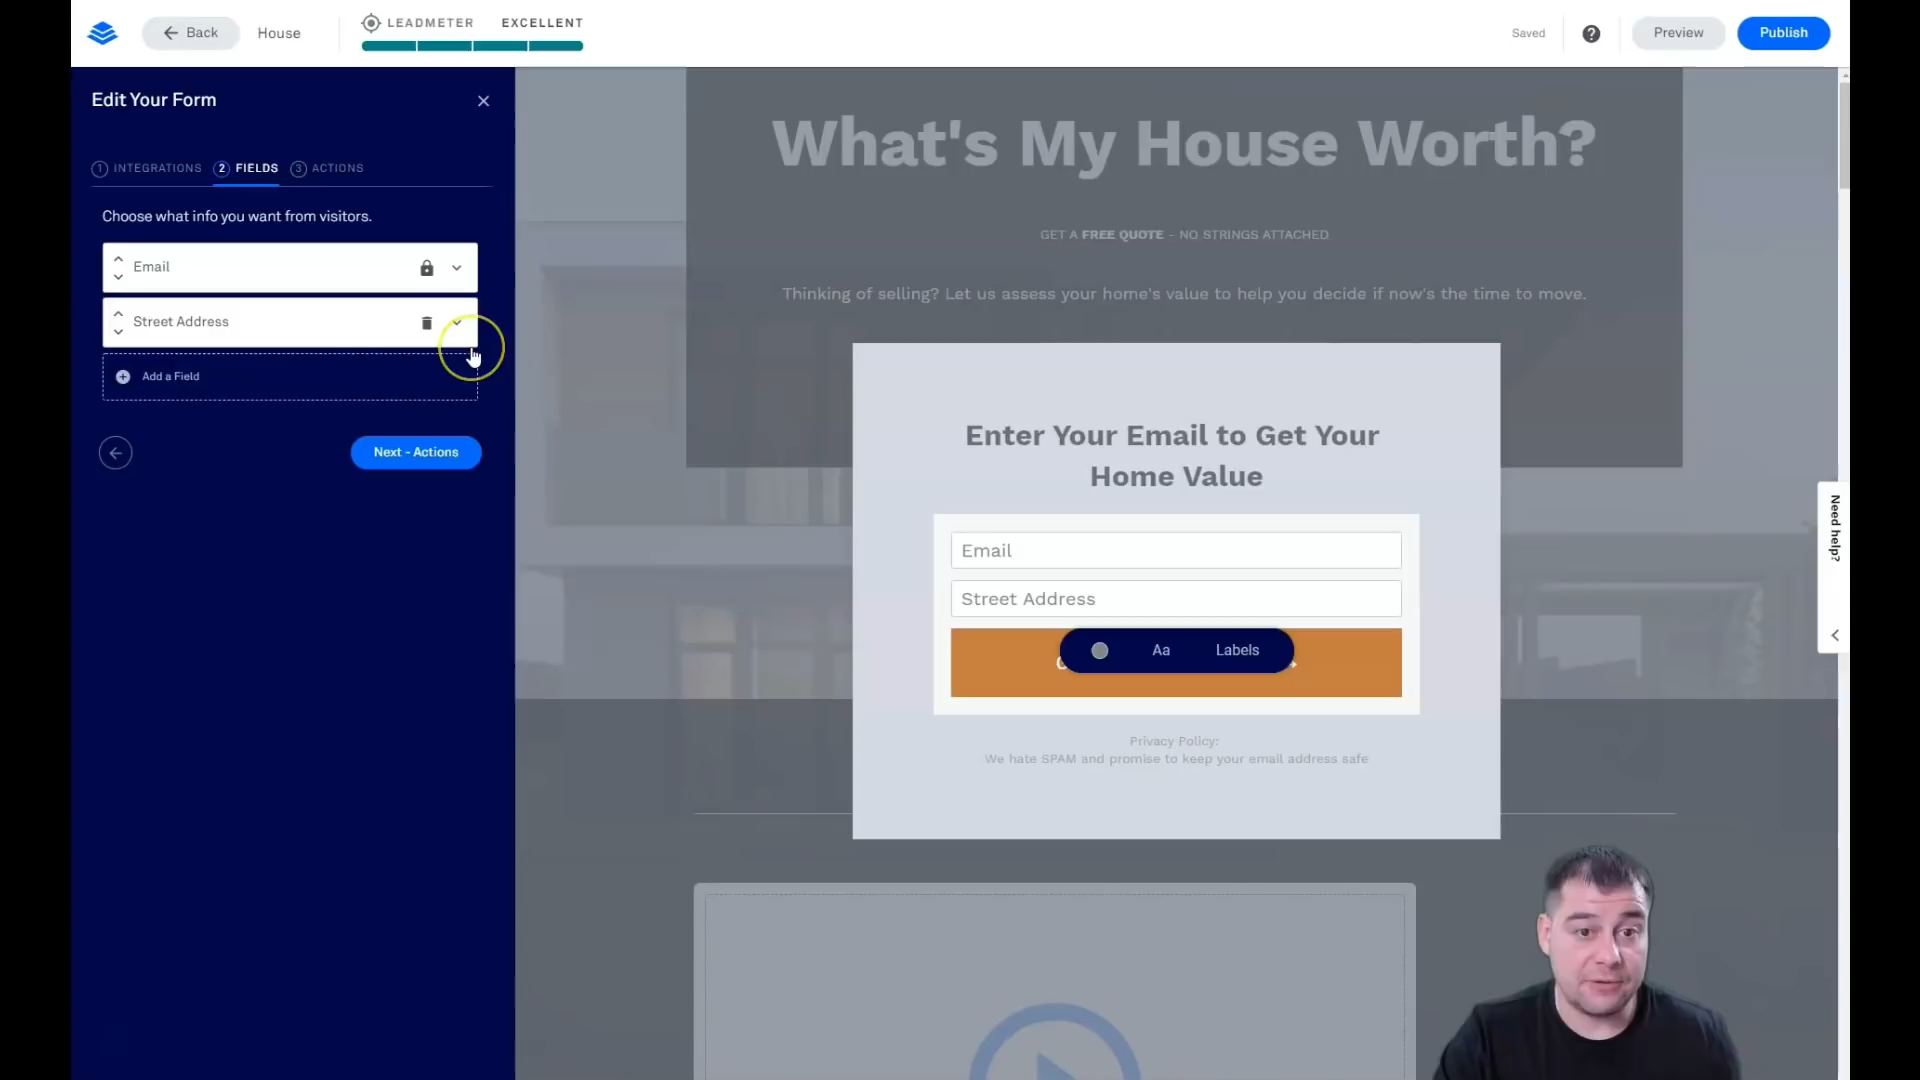 Back
House
LEADMETER EXCELLENT
Saved
Preview
Publish
Edit Your Form
1 INTEGRATIONS 2 FIELDS 3 ACTIONS
Choose what info you want from visitors.
Email
Street Address
Add a Field
Next - Actions
What's My House Worth?
GET A FREE QUOTE - NO STRINGS ATTACHED
Thinking of selling? Let us assess your home's value to help you decide if now's the time to move.
Enter Your Email to Get Your
Home Value
Email
Street Address
Aa Labels
Privacy Policy:
We hate SPAM and promise to keep your email address safe
Need help?